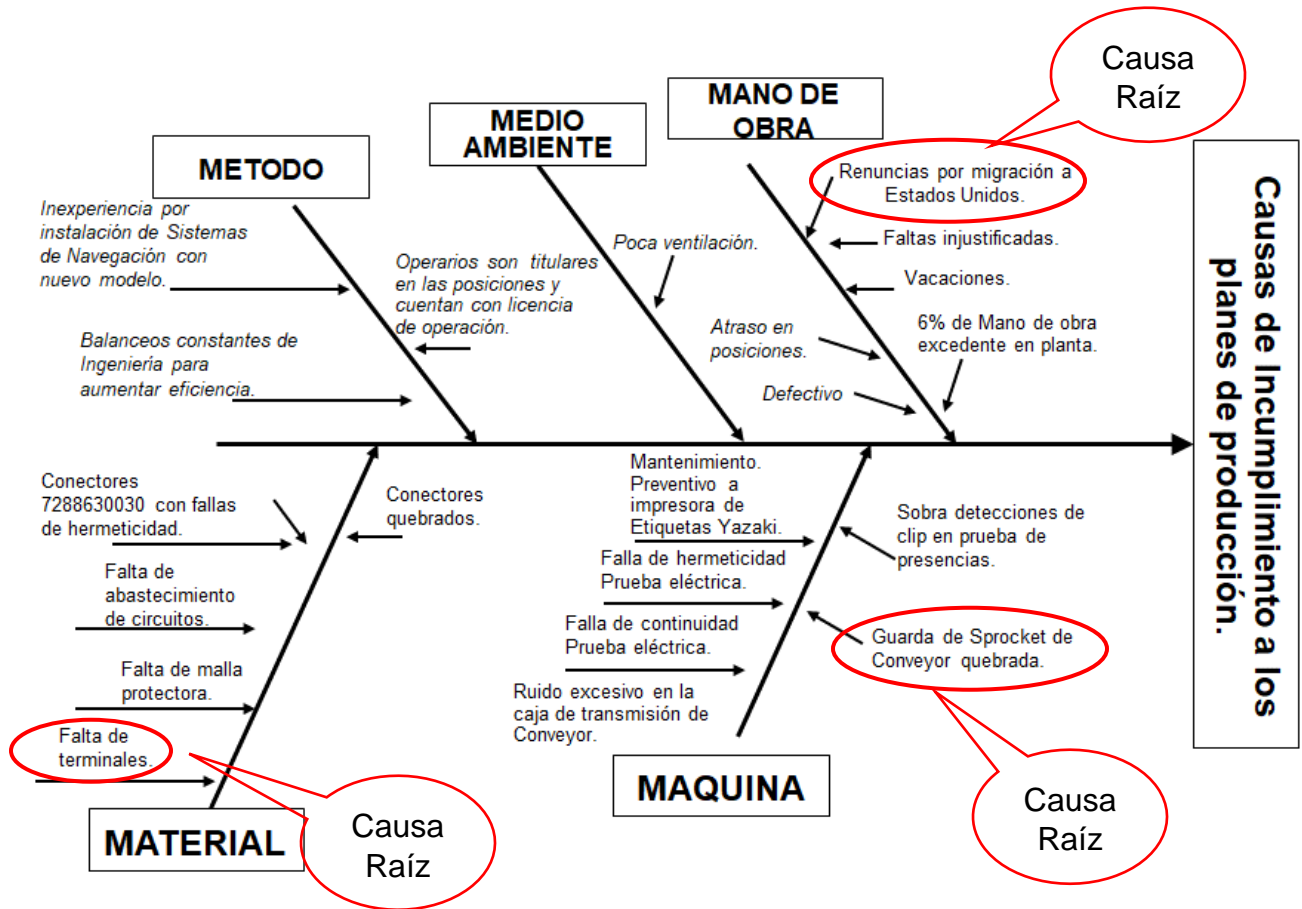 Causa
Raíz
MANO DE
OBRA
MEDIO
AMBIENTE
METODO
Renuncias por migración a
Estados Unidos.
Faltas injustificadas.
Vacaciones.
6% de Mano de obra
excedente en planta.
Atraso en
posiciones.
Defectivo
Poca ventilación.
Inexperiencia por
instalación de Sistemas
de Navegación con
nuevo modelo.
Operarios son titulares
en las posiciones y
cuentan con licencia
de operación.
Balanceos constantes de
Ingeniería para
aumentar eficiencia.
Causas de Incumplimiento a los
planes de producción.
Conectores
7288630030 con fallas
de hermeticidad.
Conectores
quebrados.
Falta de
abastecimiento
de circuitos.
Falta de malla
protectora.
Falta de
terminales.
MATERIAL
Causa
Raíz
Mantenimiento.
Preventivo a
impresora de
Etiquetas Yazaki.
Falla de hermeticidad
Prueba eléctrica.
Falla de continuidad
Prueba eléctrica.
Ruido excesivo en la
caja de transmisión de
Conveyor.
Sobra detecciones de
clip en prueba de
presencias.
Guarda de Sprocket de
Conveyor quebrada.
MAQUINA
Causa
Raíz